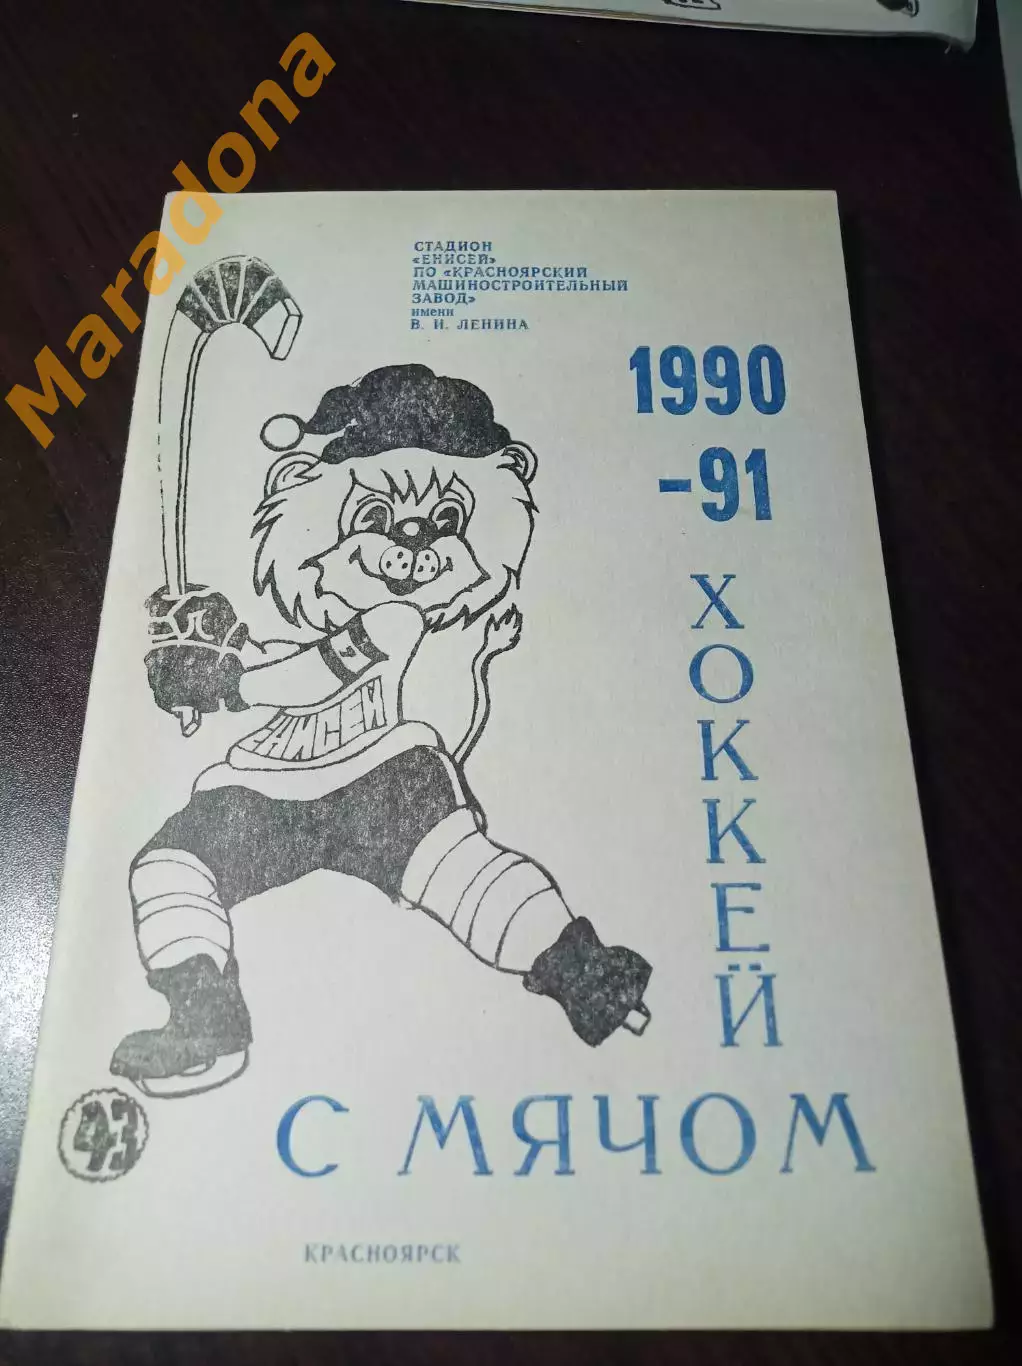 Maradona
СТАДИОН
«ЕНИСЕЙ»
ПО «КРАСНОЯРСКИЙ
МАШИНОСТРОИТЕЛЬНЫЙ
ЗАВОД»
имени
В. И. ЛЕНИНА
1990
-91
ХОККЕЙ
ЕНИСЕЙ
43
С МЯЧОМ
КРАСНОЯРСК